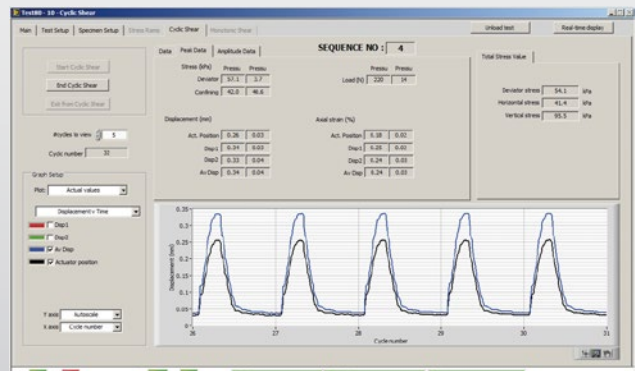 Test80 - 10 - Cyclic Shear
Main Test Setup Specimen Setup Stress Ramp Cyclic Shear Monotonic Shear
Unload test Real-time display
Start Cyclic Shear
End Cyclic Shear
Exit from Cyclic Shear
#cycles to view 5
Cyclic number 32
Graph Setup
Plot: Actual values
Displacement v Time
Disp1
Disp2
Av Disp
Actuator position
Y axis Autoscale
X axis Cycle number
Data Peak Data Amplitude Data
SEQUENCE NO : 4
Stress (kPa) Pressu Pressu
Deviator 57.1 3.7
Confining 42.0 46.6
Pressu Pressu
Load (N) 220 14
Displacement (mm)
Act. Position 0.26 0.03
Disp1 0.34 0.03
Disp2 0.33 0.04
Av Disp 0.34 0.04
Axial strain (%)
Act. Position 0.18 0.02
Disp1 0.25 0.02
Disp2 0.24 0.03
Av Disp 0.24 0.03
Total Stress Value
Deviator stress 54.1 kPa
Horizontal stress 41.4 kPa
Vertical stress 95.5 kPa
Displacement (mm)
0.35
0.3
0.25
0.2
0.15
0.1
0.05
0
26 27 28 29 30 31
Cycle number